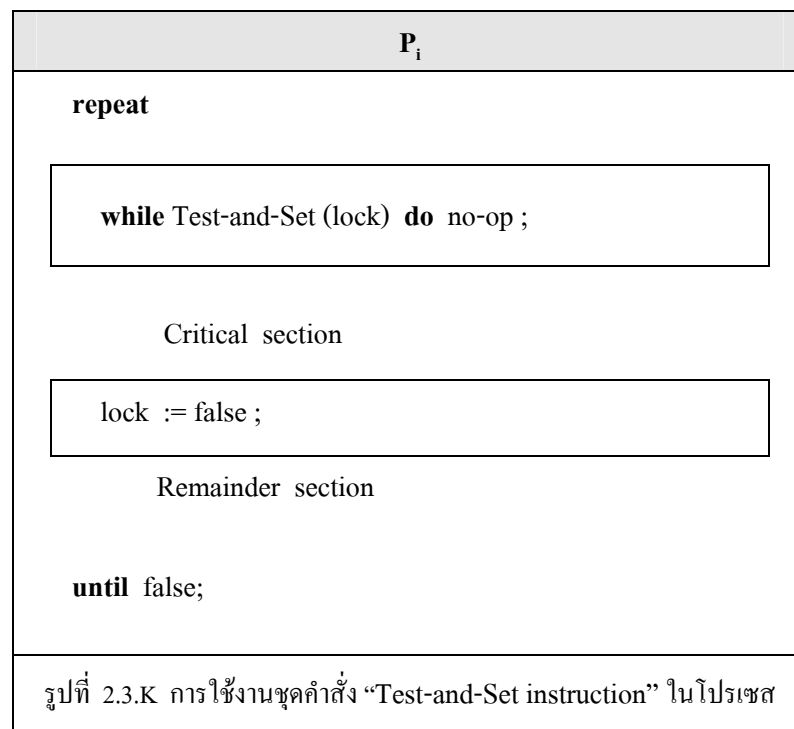 Pi
repeat
while Test-and-Set (lock) do no-op ;
Critical section
lock := false ;
Remainder section
until false;
รูปที่ 2.3.K การใช้งานชุดคำสั่ง “Test-and-Set instruction” ในโปรเซส